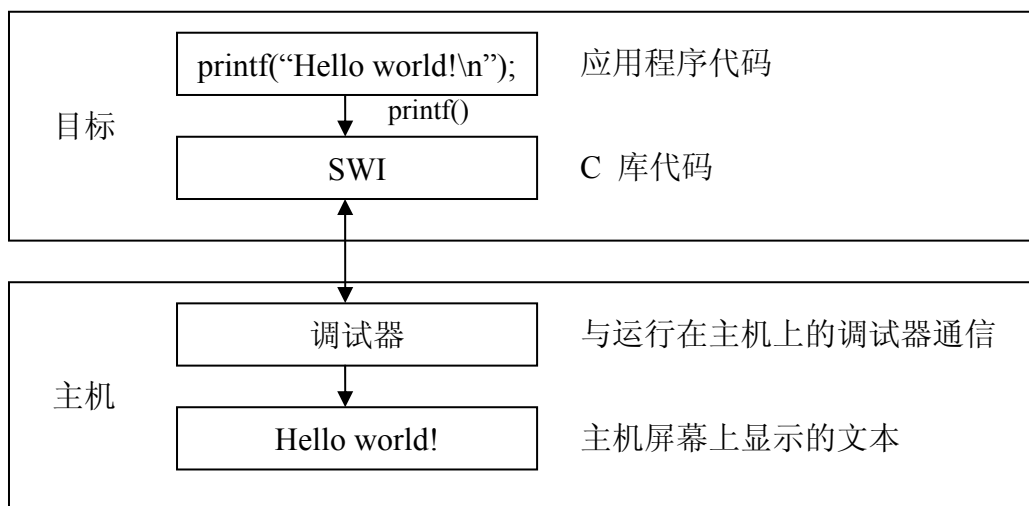 printf(“Hello world!\n”); 应用程序代码
printf()
目标
SWI C 库代码
调试器 与运行在主机上的调试器通信
主机
Hello world! 主机屏幕上显示的文本